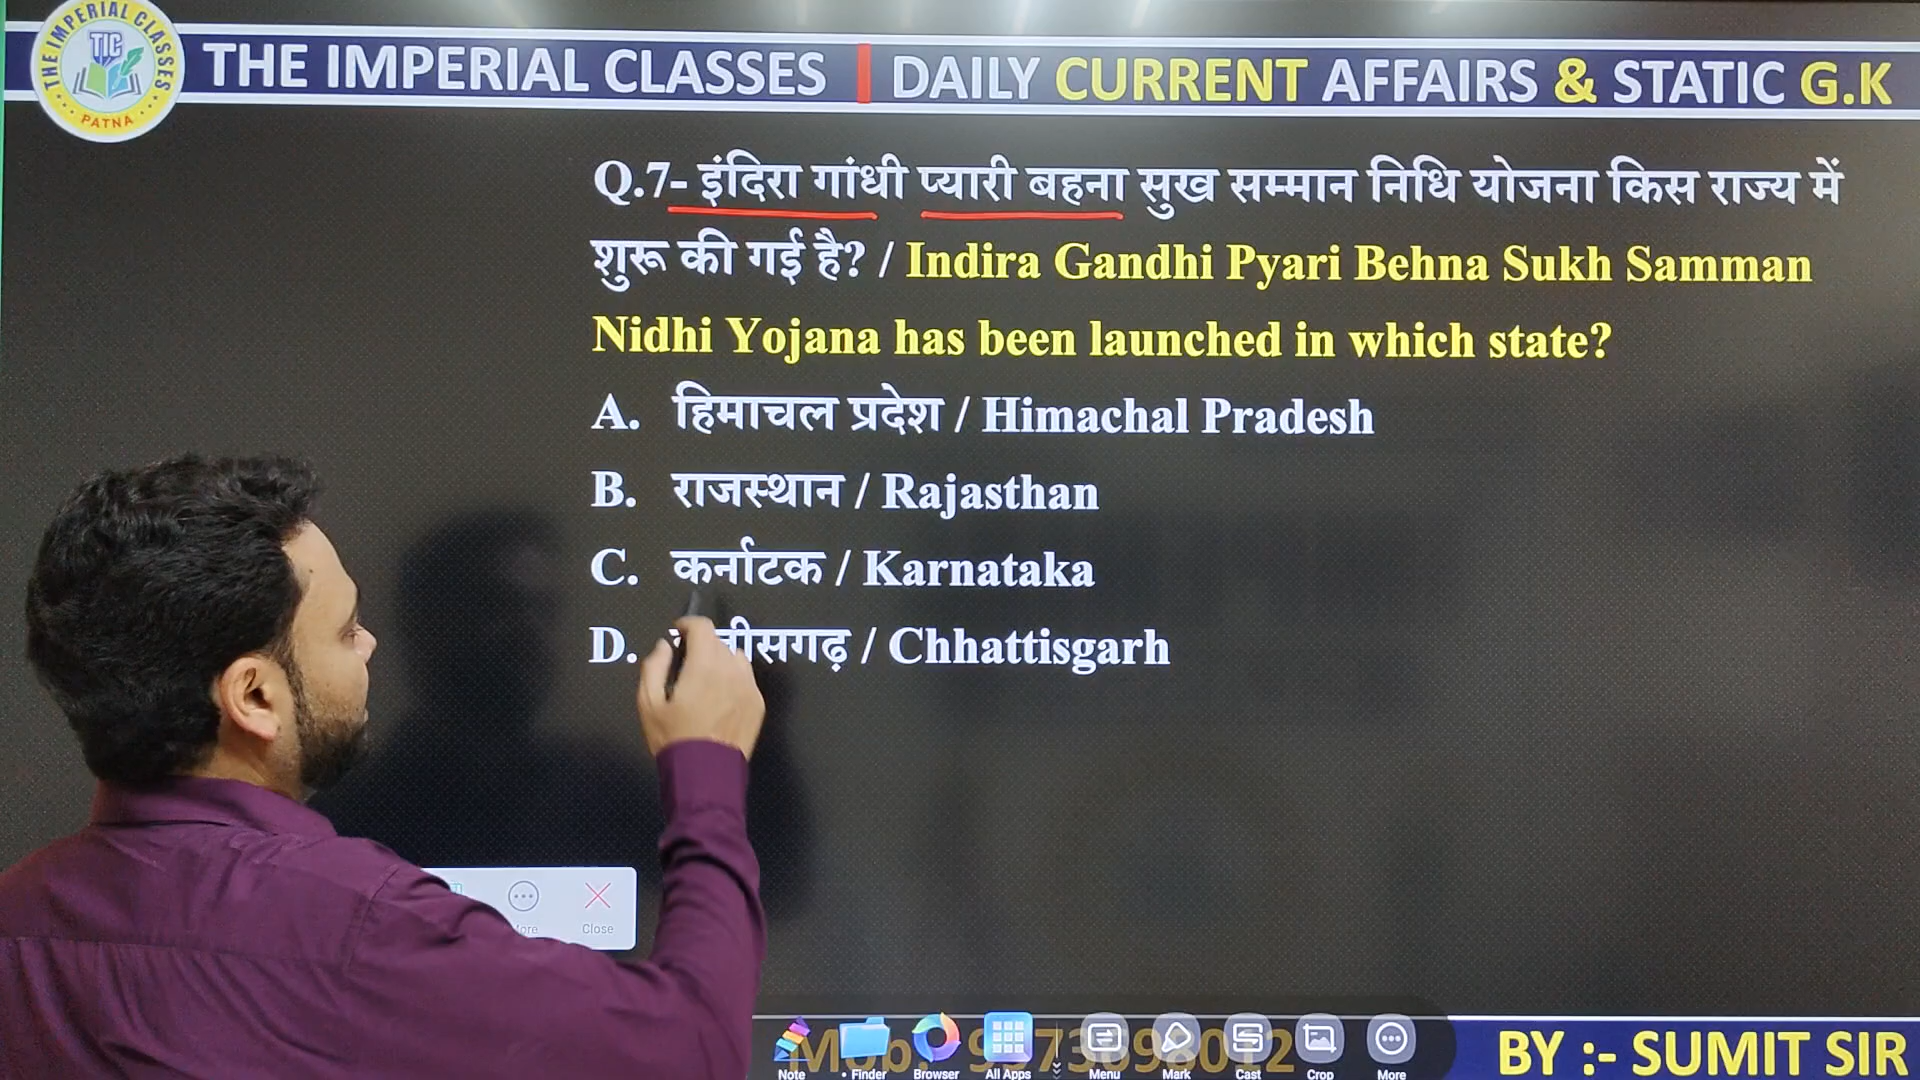 THE IMPERIAL CLASSES
TIC
PATNA
THE IMPERIAL CLASSES | DAILY CURRENT AFFAIRS & STATIC G.K
Q.7- इंदिरा गांधी प्यारी बहना सुख सम्मान निधि योजना किस राज्य में
शुरू की गई है? / Indira Gandhi Pyari Behna Sukh Samman
Nidhi Yojana has been launched in which state?
A. हिमाचल प्रदेश / Himachal Pradesh
B. राजस्थान / Rajasthan
C. कर्नाटक / Karnataka
D. / Chhattisgarh
Close
Note Finder Browser All Apps Menu Mark Cast Crop More
BY :- SUMIT SIR